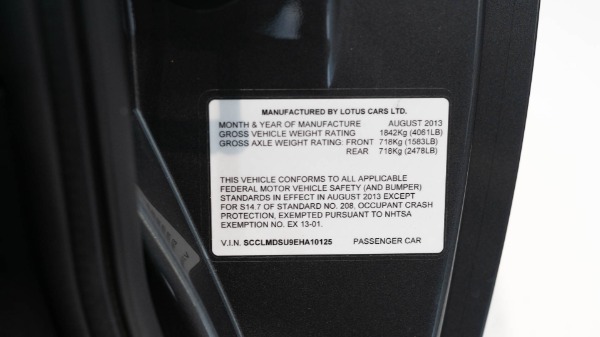 MANUFACTURED BY LOTUS CARS LTD.
MONTH & YEAR OF MANUFACTURE AUGUST 2013
GROSS VEHICLE WEIGHT RATING 1842Kg (4061LB)
GROSS AXLE WEIGHT RATING: FRONT 718Kg (1583LB)
REAR 718Kg (2478LB)
THIS VEHICLE CONFORMS TO ALL APPLICABLE
FEDERAL MOTOR VEHICLE SAFETY (AND BUMPER)
STANDARDS IN EFFECT IN AUGUST 2013 EXCEPT
FOR S14.7 OF STANDARD NO. 208, OCCUPANT CRASH
PROTECTION, EXEMPTED PURSUANT TO NHTSA
EXEMPTION NO. EX 13-01.
V.I.N. SCCLMDSU9EHA10125 PASSENGER CAR